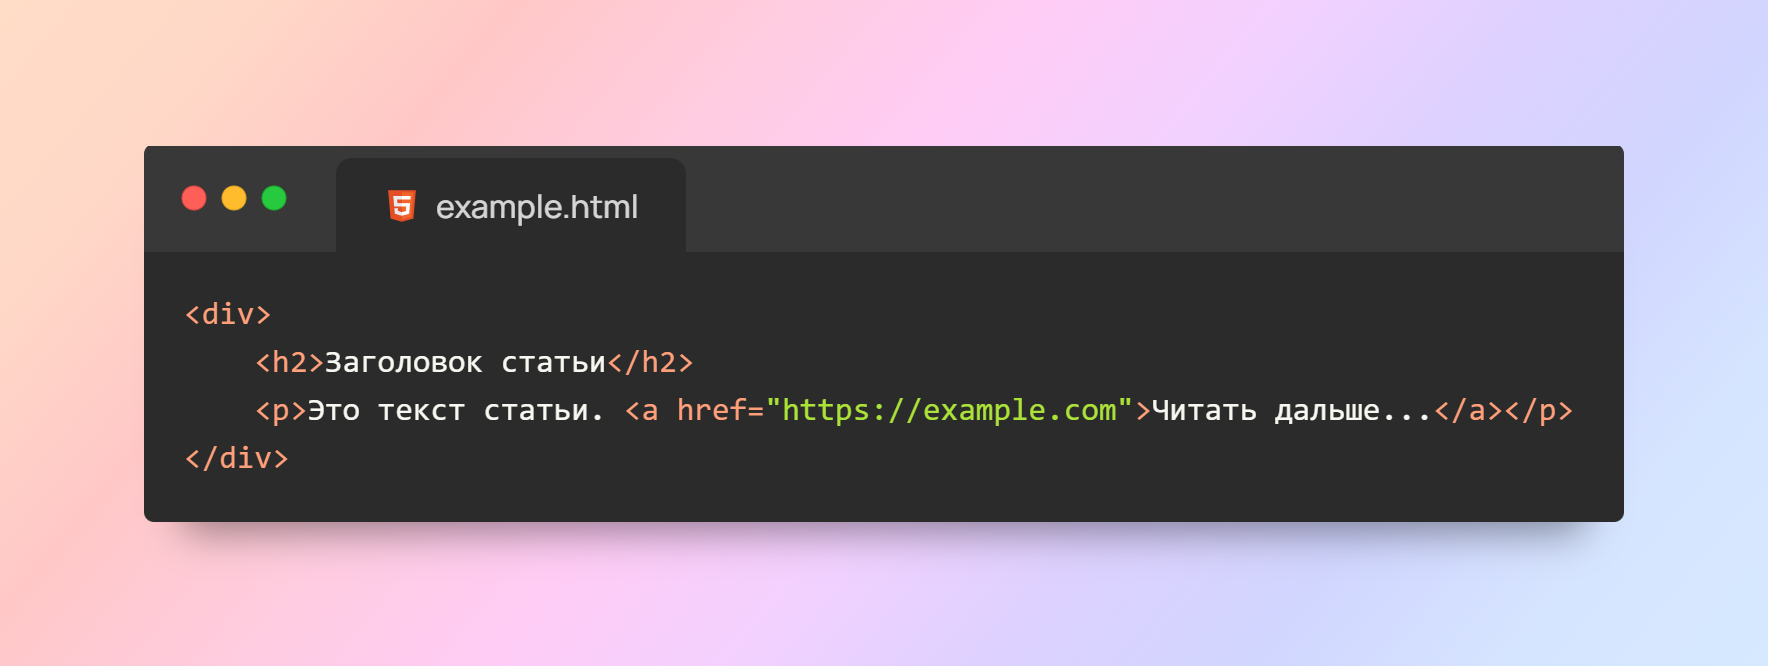 example.html
<div>
    <h2>Заголовок статьи</h2>
    <p>Это текст статьи. <a href="https://example.com">Читать дальше...</a></p>
</div>